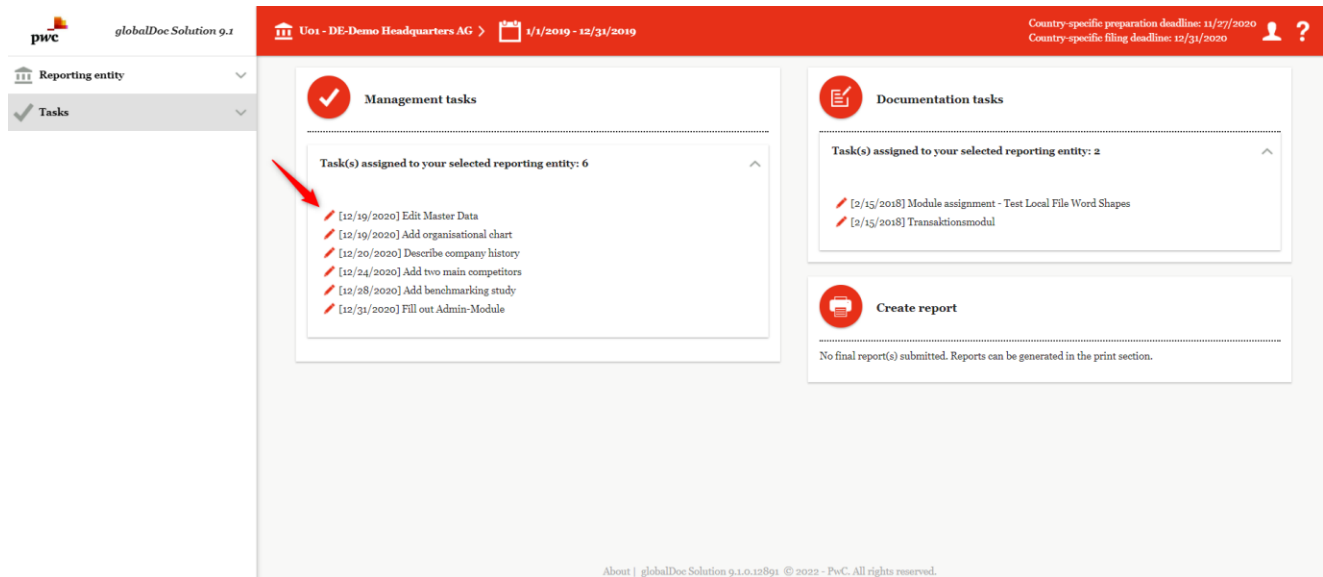 pwc
globalDoc Solution 9.1
U01 - DE-Demo Headquarters AG
1/1/2019 - 12/31/2019
Country-specific preparation deadline: 11/27/2020
Country-specific filing deadline: 12/31/2020
?
Reporting entity
Tasks
Management tasks
Task(s) assigned to your selected reporting entity: 6
[12/19/2020] Edit Master Data
[12/19/2020] Add organisational chart
[12/20/2020] Describe company history
[12/24/2020] Add two main competitors
[12/28/2020] Add benchmarking study
[12/31/2020] Fill out Admin-Module
Documentation tasks
Task(s) assigned to your selected reporting entity: 2
[2/15/2018] Module assignment - Test Local File Word Shapes
[2/15/2018] Transaktionsmodul
Create report
No final report(s) submitted. Reports can be generated in the print section.
About | globalDoc Solution 9.1.0.12891 © 2022 - PwC. All rights reserved.